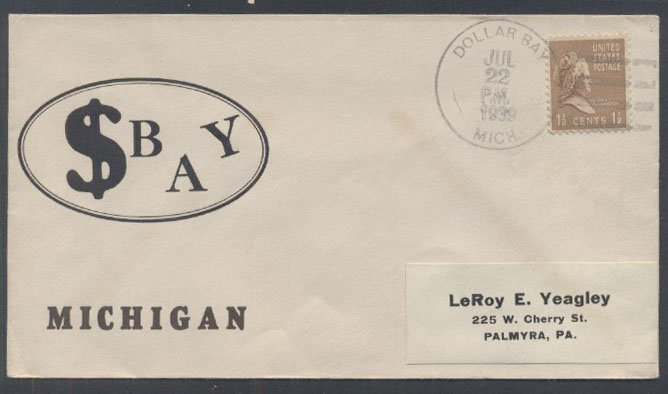 DOLLAR BAY
JUL
22
P.M.
1939
MICH.
UNITED
STATES
POSTAGE
1½ CENTS 1½
$ BAY
MICHIGAN
LeRoy E. Yeagley
225 W. Cherry St.
PALMYRA, PA.